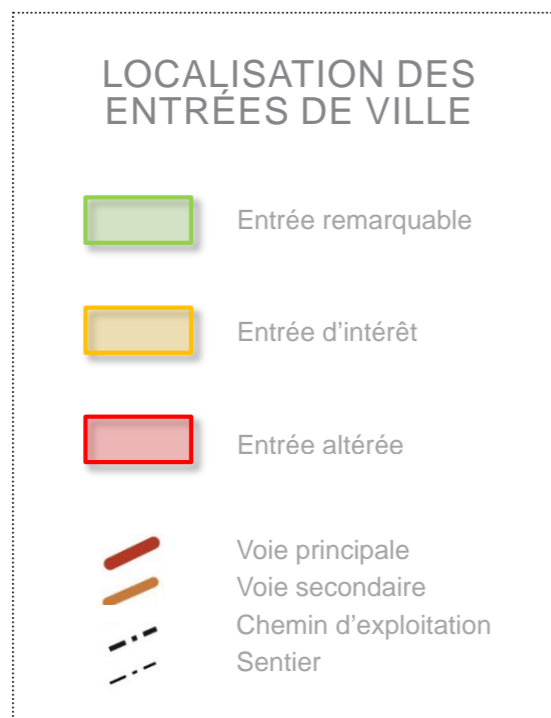 LOCALISATION DES
ENTRÉES DE VILLE
Entrée remarquable
Entrée d’intérêt
Entrée altérée
Voie principale
Voie secondaire
Chemin d’exploitation
Sentier